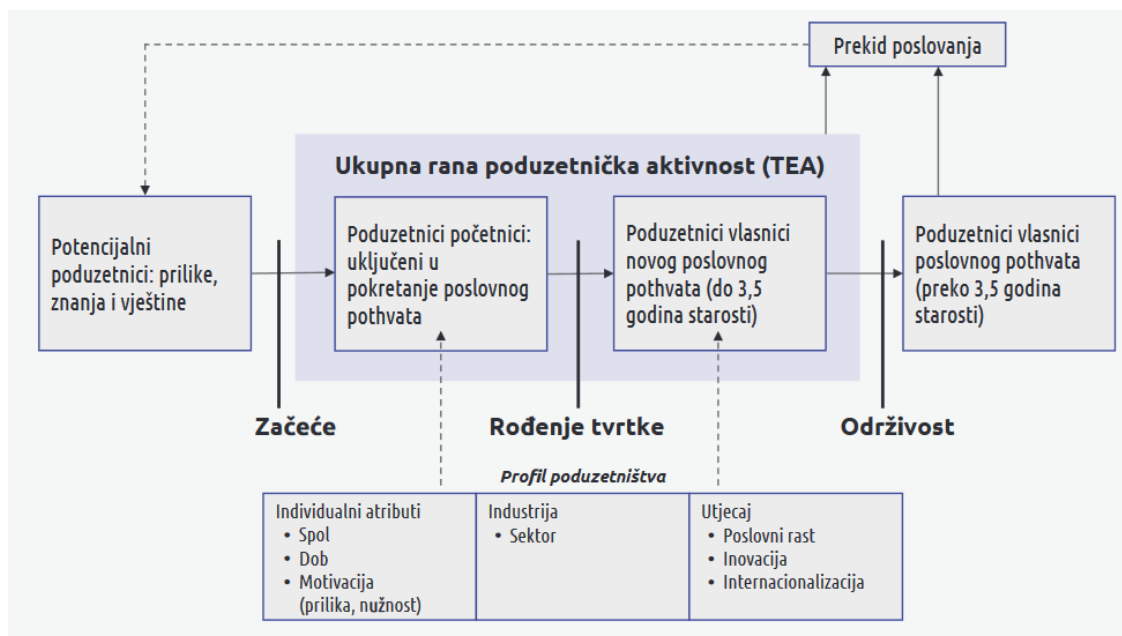 Prekid poslovanja
Ukupna rana poduzetnička aktivnost (TEA)
Potencijalni
poduzetnici: prilike,
znanja i vještine
Poduzetnici početnici:
uključeni u
pokretanje poslovnog
pothvata
Poduzetnici vlasnici
novog poslovnog
pothvata (do 3,5
godina starosti)
Poduzetnici vlasnici
poslovnog pothvata
(preko 3,5 godina
starosti)
Začeće
Rođenje tvrtke
Održivost
Profil poduzetništva
Individualni atributi
• Spol
• Dob
• Motivacija
(prilika, nužnost)
Industrija
• Sektor
Utjecaj
• Poslovni rast
• Inovacija
• Internacionalizacija